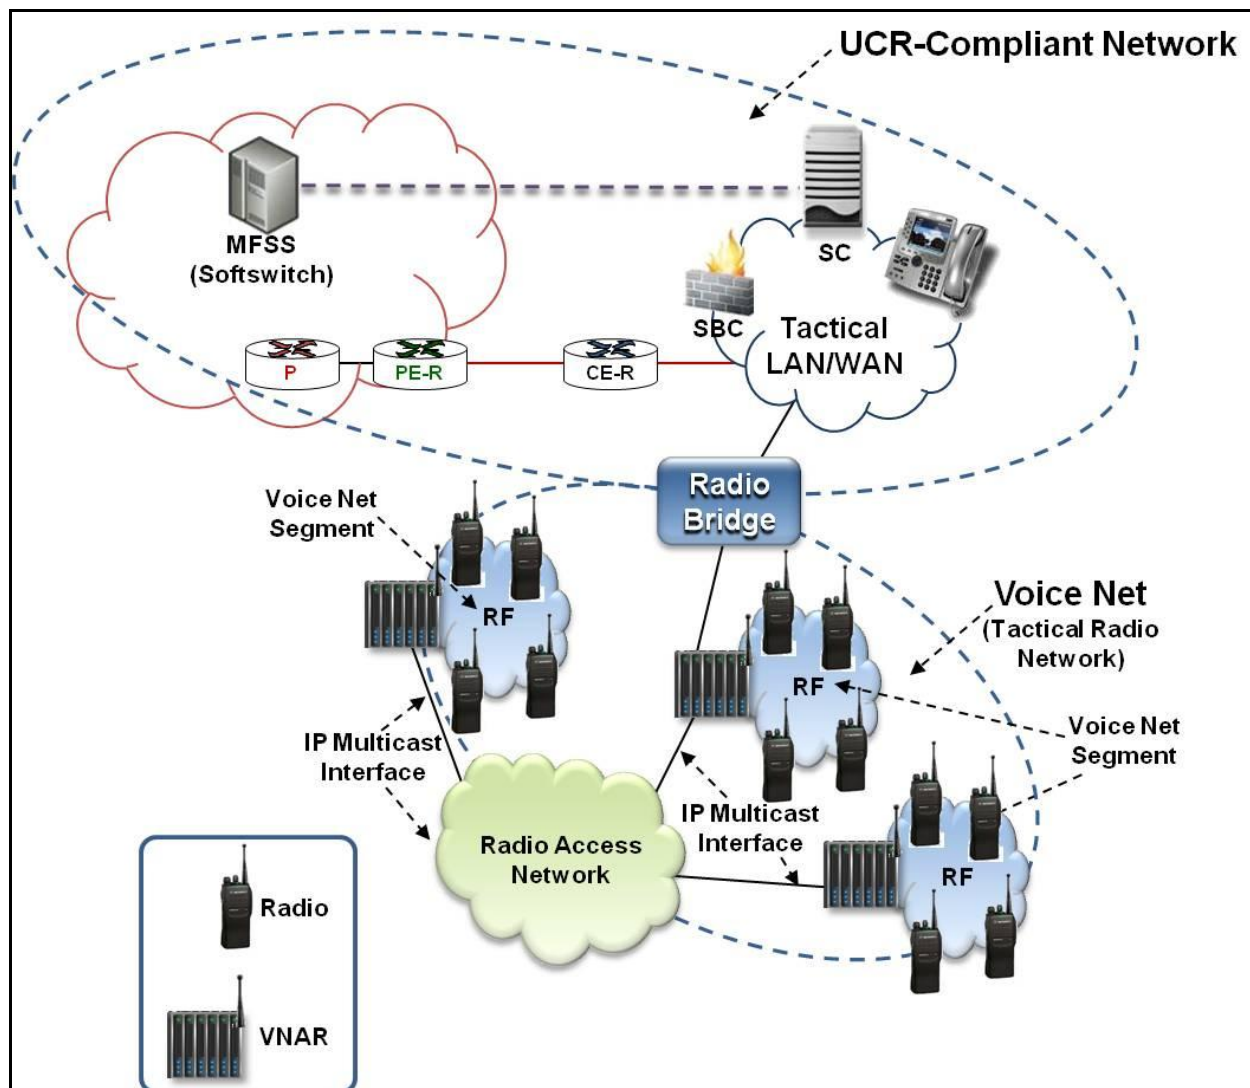 UCR-Compliant Network
MFSS
(Softswitch)
SC
SBC
Tactical
LAN/WAN
P
PE-R
CE-R
Radio
Bridge
Voice Net
Segment
RF
Voice Net
(Tactical Radio
Network)
RF
IP Multicast
Interface
Voice Net
Segment
IP Multicast
Interface
Radio Access
Network
RF
Radio
VNAR